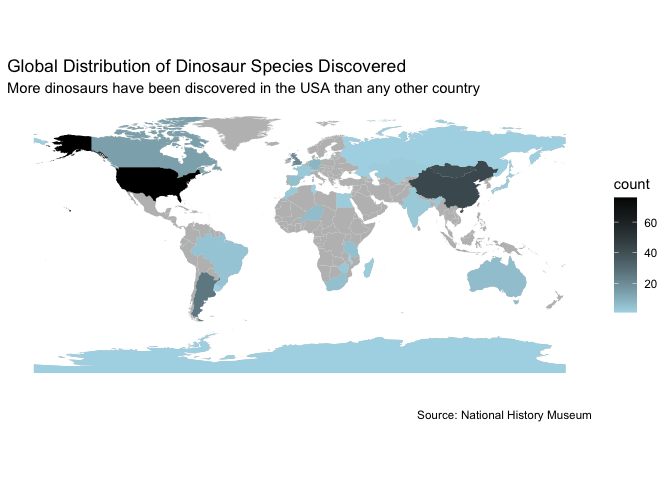 Global Distribution of Dinosaur Species Discovered
More dinosaurs have been discovered in the USA than any other country
count
60
40
20
Source: National History Museum